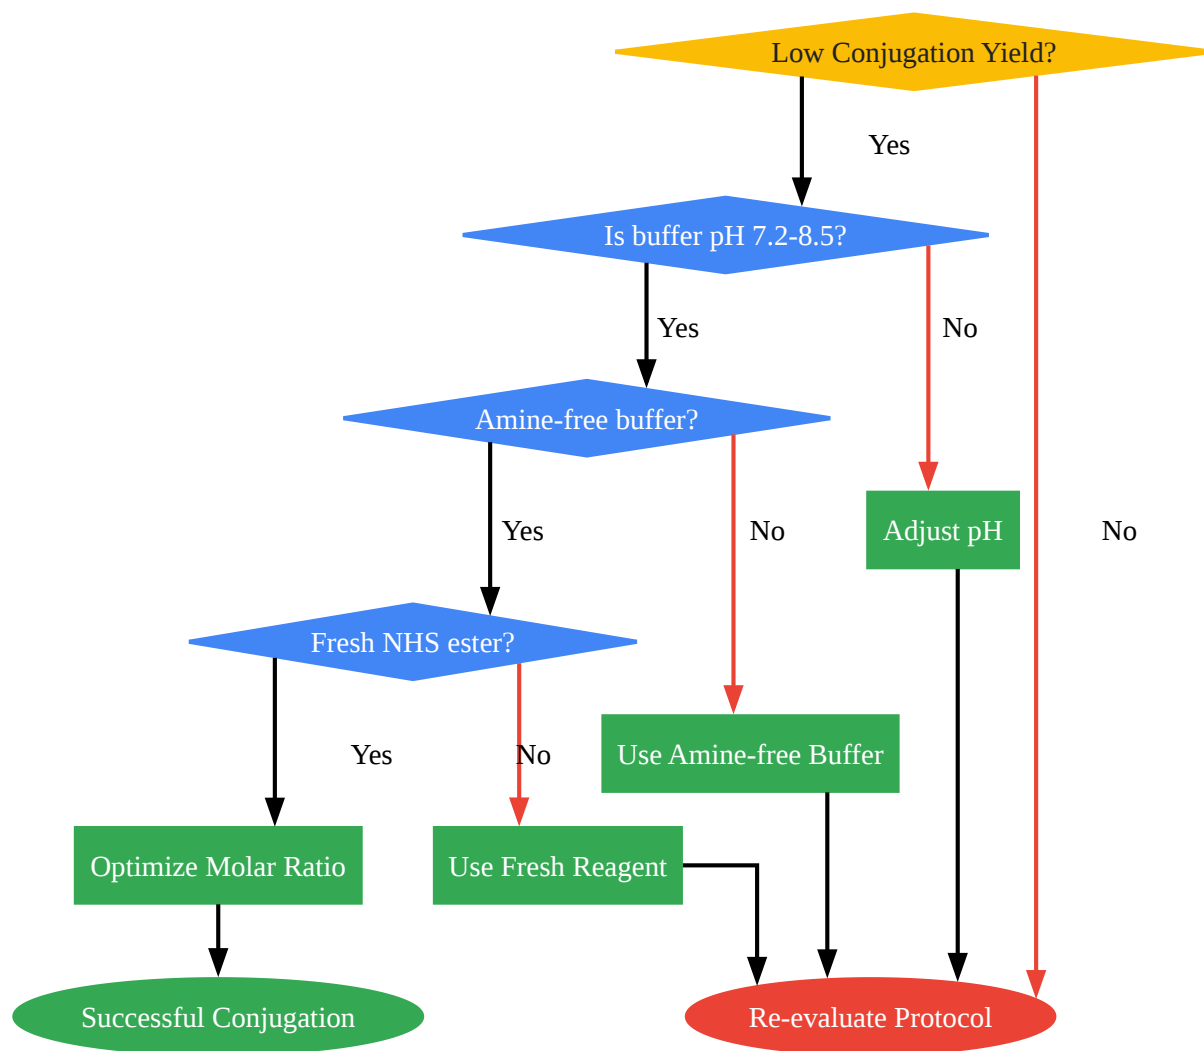 Low Conjugation Yield?
Yes
Is buffer pH 7.2-8.5?
Yes
No
Amine-free buffer?
Yes
No
Adjust pH
No
Fresh NHS ester?
Yes
No
Use Amine-free Buffer
Optimize Molar Ratio
Use Fresh Reagent
Successful Conjugation
Re-evaluate Protocol